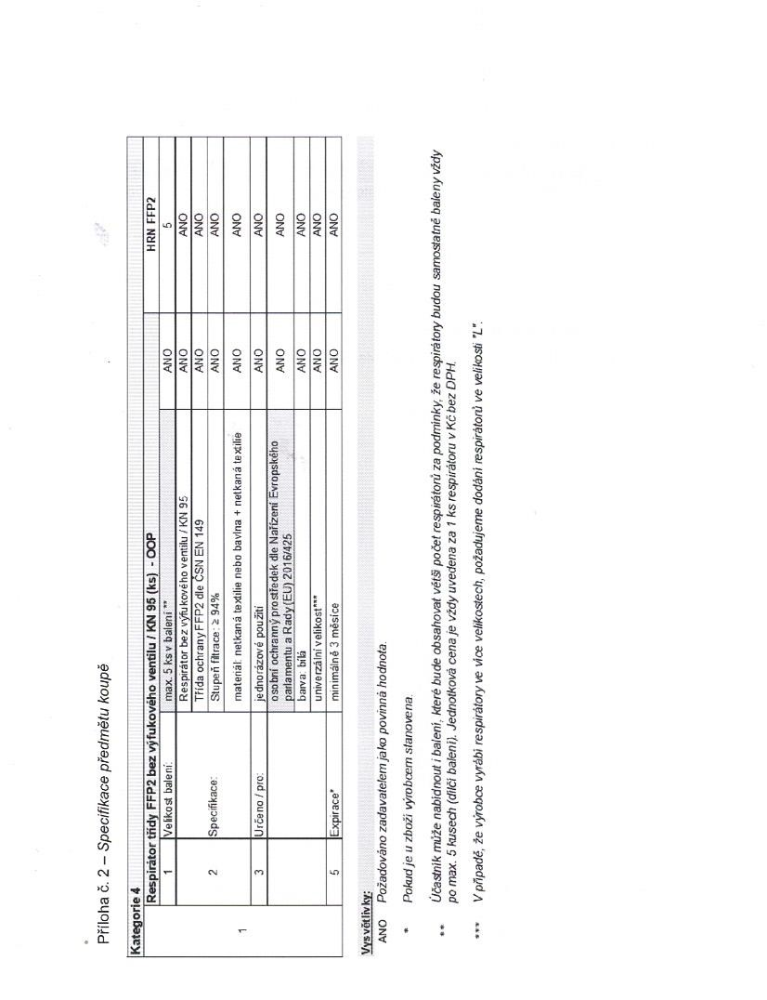 Příloha č. 2 – Specifikace předmětu koupě
Kategorie 4
1
Respirátor třídy FFP2 bez výfukového ventilu / KN 95 (ks) - OOP HRN FFP2
1 Velikost balení: max. 5 ks v balení ** ANO 5
2 Specifikace:
Respirátor bez výfukového ventilu / KN 95 ANO ANO
Třída ochrany FFP2 dle ČSN EN 149 ANO ANO
Stupeň filtrace: ≥ 94% ANO ANO
materiál: netkaná textilie nebo bavlna + netkaná textilie ANO ANO
3 Určeno / pro: jednorázové použití ANO ANO
osobní ochranný prostředek dle Nařízení Evropského
parlamentu a Rady (EU) 2016/425 ANO ANO
barva: bílá ANO ANO
univerzální velikost*** ANO ANO
5 Expirace* minimálně 3 měsíce ANO ANO
Vysvětlivky:
ANO Požadováno zadavatelem jako povinná hodnota.
* Pokud je u zboží výrobcem stanovena.
** Účastník může nabídnout i balení, které bude obsahovat větší počet respirátorů za podmínky, že respirátory budou samostatně baleny vždy
po max. 5 kusech (dílčí balení). Jednotková cena je vždy uvedena za 1 ks respirátoru v Kč bez DPH.
*** V případě, že výrobce vyrábí respirátory ve více velikostech, požadujeme dodání respirátorů ve velikosti "L".